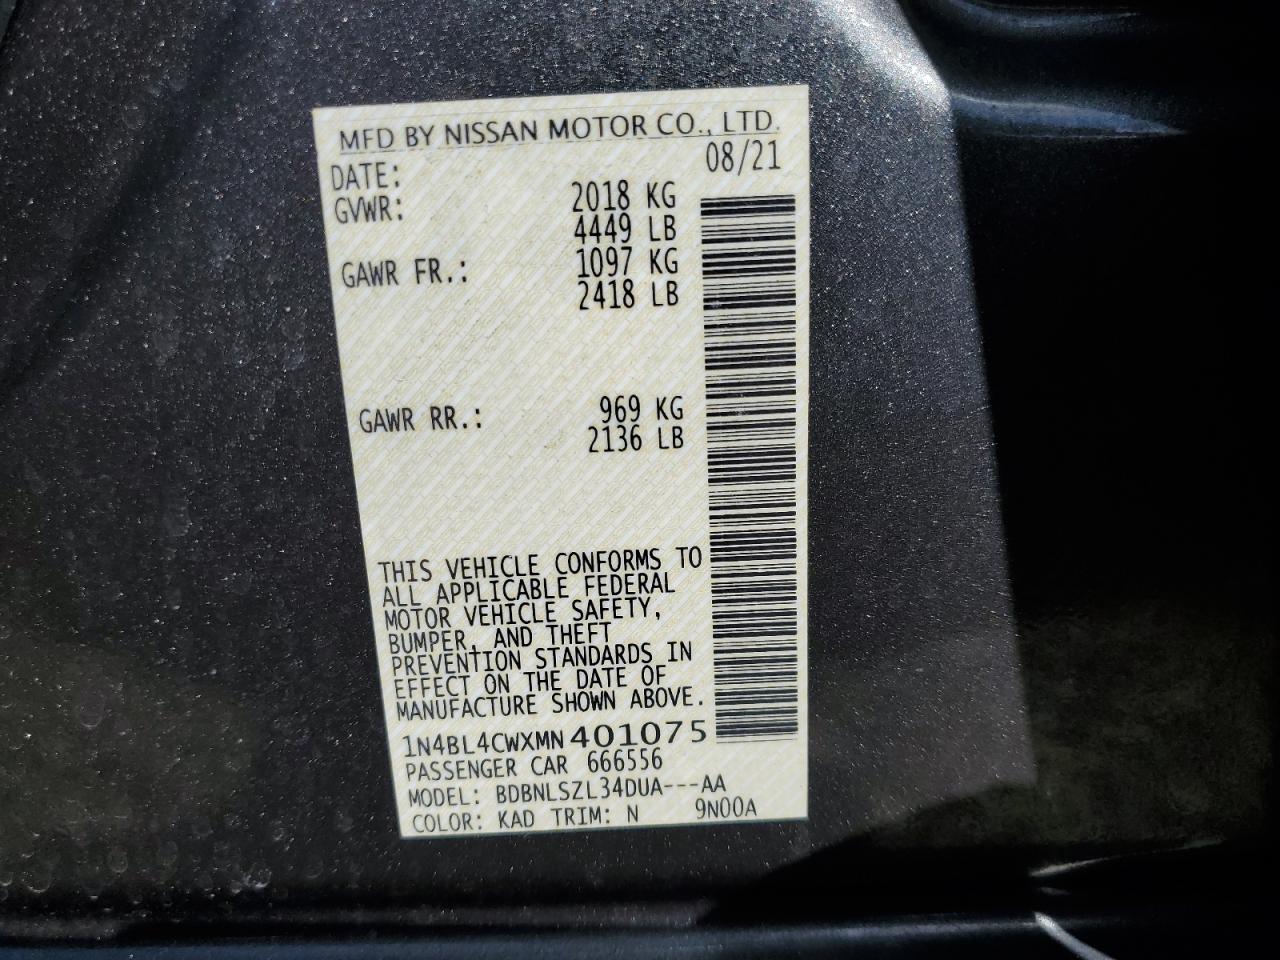 MFD BY NISSAN MOTOR CO., LTD.
DATE: 08/21
GVWR: 2018 KG
4449 LB
GAWR FR.: 1097 KG
2418 LB
GAWR RR.: 969 KG
2136 LB
THIS VEHICLE CONFORMS TO
ALL APPLICABLE FEDERAL
MOTOR VEHICLE SAFETY,
BUMPER, AND THEFT
PREVENTION STANDARDS IN
EFFECT ON THE DATE OF
MANUFACTURE SHOWN ABOVE.
1N4BL4CWXMN401075
PASSENGER CAR 666556
MODEL: BDBNLSZL34DUA---AA
COLOR: KAD TRIM: N 9N00A